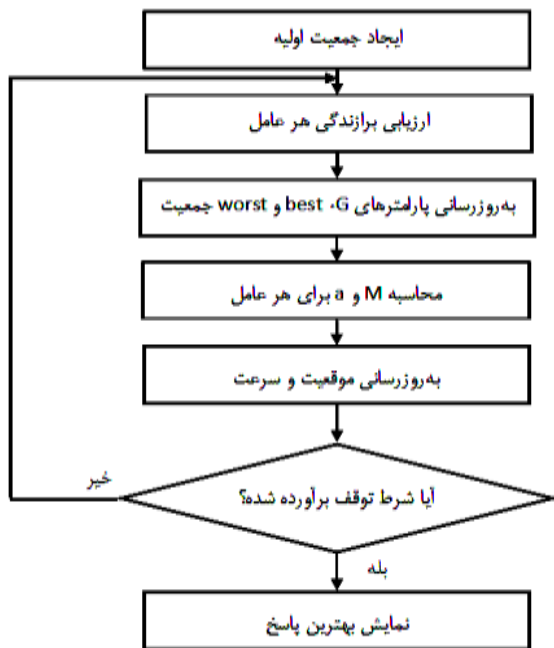 ایجاد جمعیت اولیه
ارزیابی برازندگی هر عامل
به‌روزرسانی پارامترهای G، best و worst جمعیت
محاسبه M و a برای هر عامل
به‌روزرسانی موقعیت و سرعت
آیا شرط توقف برآورده شده؟
خیر
بله
نمایش بهترین پاسخ